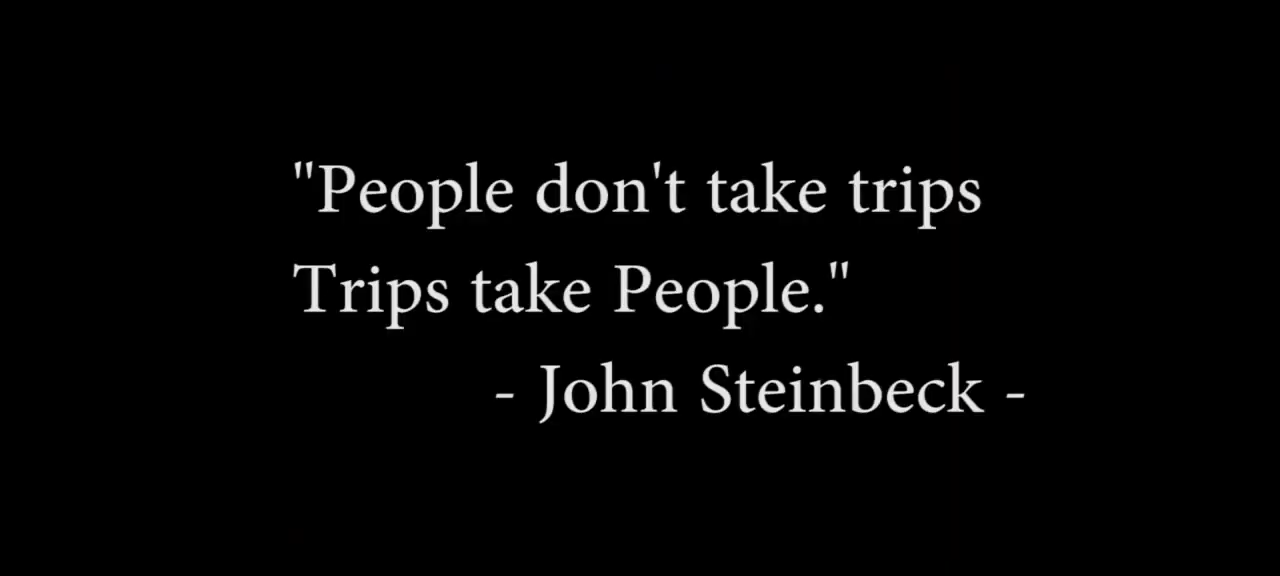 "People don't take trips
Trips take People."
- John Steinbeck -